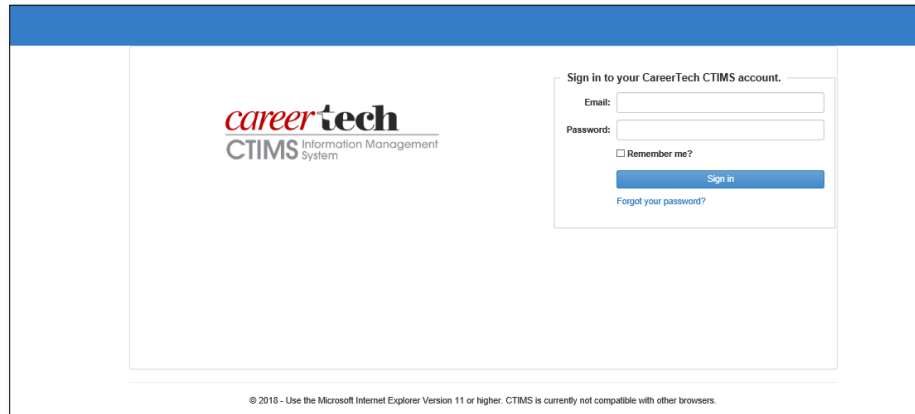 Sign in to your CareerTech CTIMS account.
careertech
CTIMS Information Management System
Email:
Password:
Remember me?
Sign in
Forgot your password?
© 2018 - Use the Microsoft Internet Explorer Version 11 or higher. CTIMS is currently not compatible with other browsers.